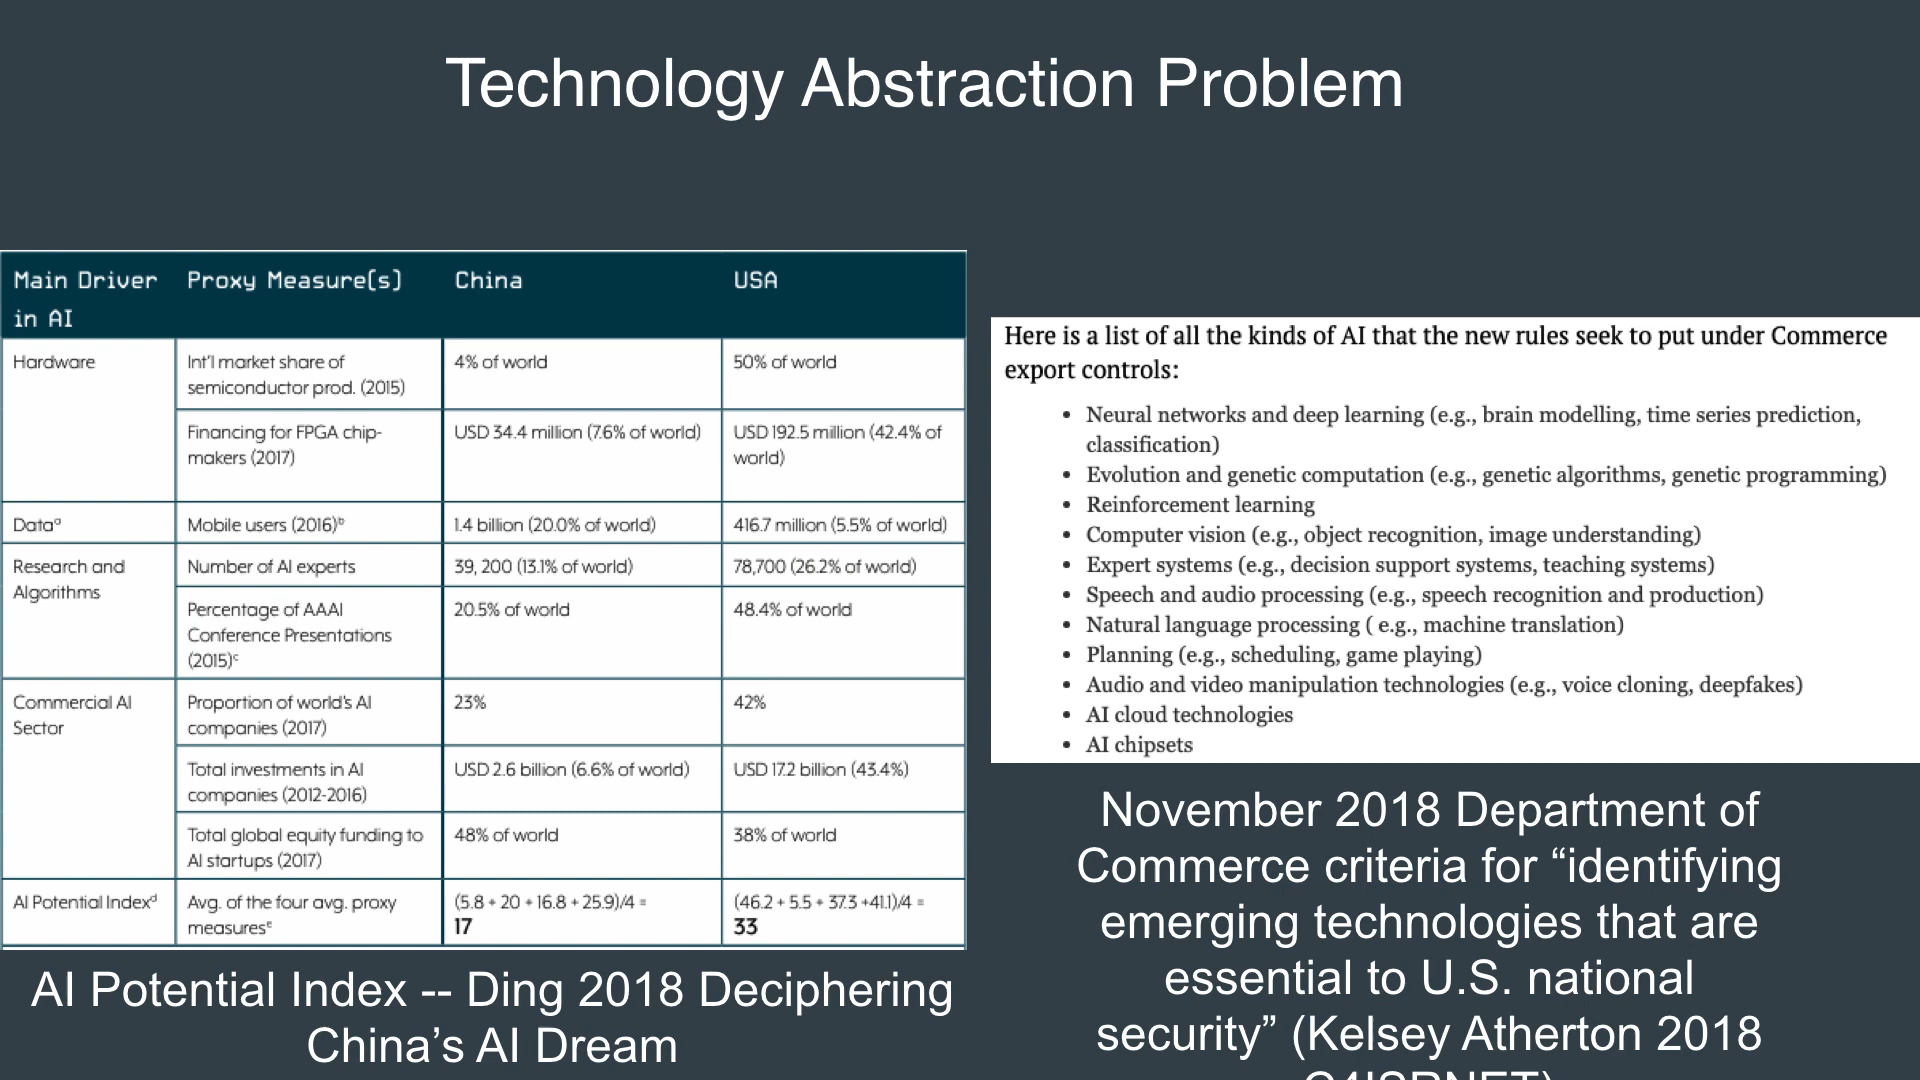 Technology Abstraction Problem
Main Driver
in AI
Proxy Measure(s)
China
USA
Hardware
Int'l market share of
semiconductor prod. (2015)
4% of world
50% of world
Financing for FPGA chip-
makers (2017)
USD 34.4 million (7.6% of world)
USD 192.5 million (42.4% of
world)
Dataᵃ
Mobile users (2016)ᵇ
1.4 billion (20.0% of world)
416.7 million (5.5% of world)
Research and
Algorithms
Number of AI experts
39, 200 (13.1% of world)
78,700 (26.2% of world)
Percentage of AAAI
Conference Presentations
(2015)ᶜ
20.5% of world
48.4% of world
Commercial AI
Sector
Proportion of world's AI
companies (2017)
23%
42%
Total investments in AI
companies (2012-2016)
USD 2.6 billion (6.6% of world)
USD 17.2 billion (43.4%)
Total global equity funding to
AI startups (2017)
48% of world
38% of world
AI Potential Indexᵈ
Avg. of the four avg. proxy
measuresᵉ
(5.8 + 20 + 16.8 + 25.9)/4 =
17
(46.2 + 5.5 + 37.3 +41.1)/4 =
33
AI Potential Index -- Ding 2018 Deciphering
China’s AI Dream
Here is a list of all the kinds of AI that the new rules seek to put under Commerce
export controls:
• Neural networks and deep learning (e.g., brain modelling, time series prediction,
classification)
• Evolution and genetic computation (e.g., genetic algorithms, genetic programming)
• Reinforcement learning
• Computer vision (e.g., object recognition, image understanding)
• Expert systems (e.g., decision support systems, teaching systems)
• Speech and audio processing (e.g., speech recognition and production)
• Natural language processing ( e.g., machine translation)
• Planning (e.g., scheduling, game playing)
• Audio and video manipulation technologies (e.g., voice cloning, deepfakes)
• AI cloud technologies
• AI chipsets
November 2018 Department of
Commerce criteria for “identifying
emerging technologies that are
essential to U.S. national
security” (Kelsey Atherton 2018